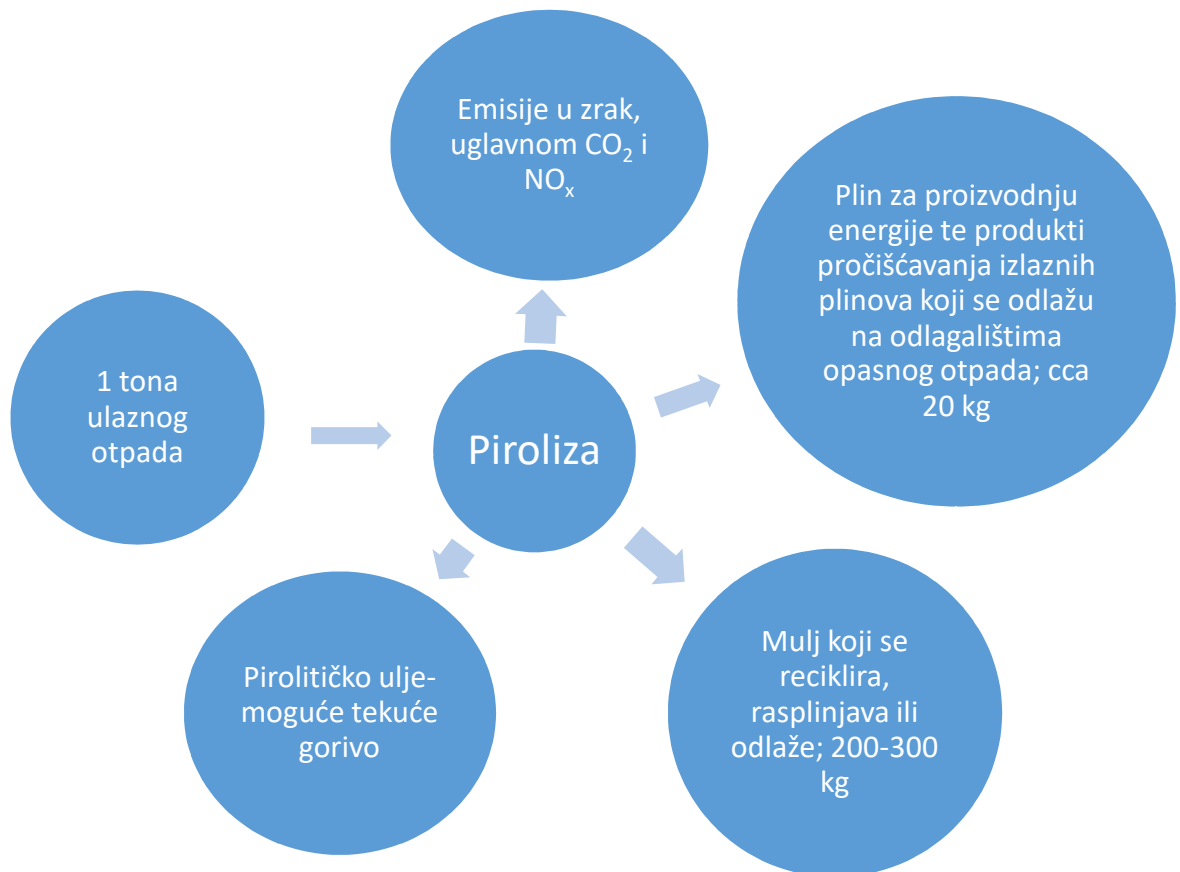 Emisije u zrak,
uglavnom CO₂ i
NOₓ
Plin za proizvodnju
energije te produkti
pročišćavanja izlaznih
plinova koji se odlažu
na odlagalištima
opasnog otpada; cca
20 kg
1 tona
ulaznog
otpada
Piroliza
Pirolitičko ulje-
moguće tekuće
gorivo
Mulj koji se
reciklira,
rasplinjava ili
odlaže; 200-300
kg